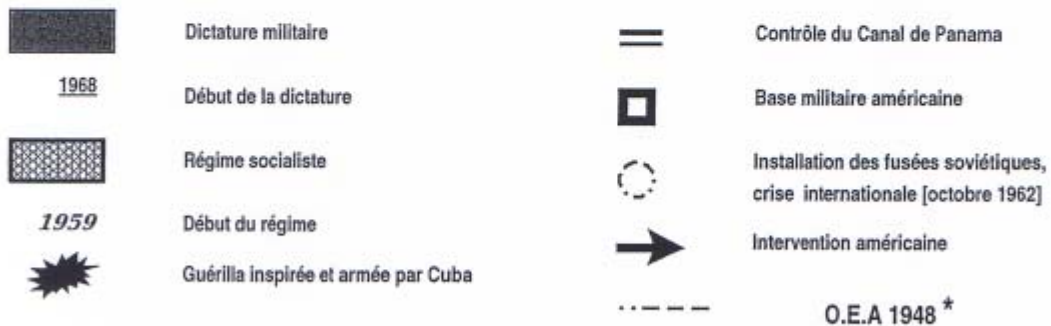 Dictature militaire
1968
Début de la dictature
Régime socialiste
1959
Début du régime
Guérilla inspirée et armée par Cuba
Contrôle du Canal de Panama
Base militaire américaine
Installation des fusées soviétiques,
crise internationale [octobre 1962]
Intervention américaine
O.E.A 1948 *